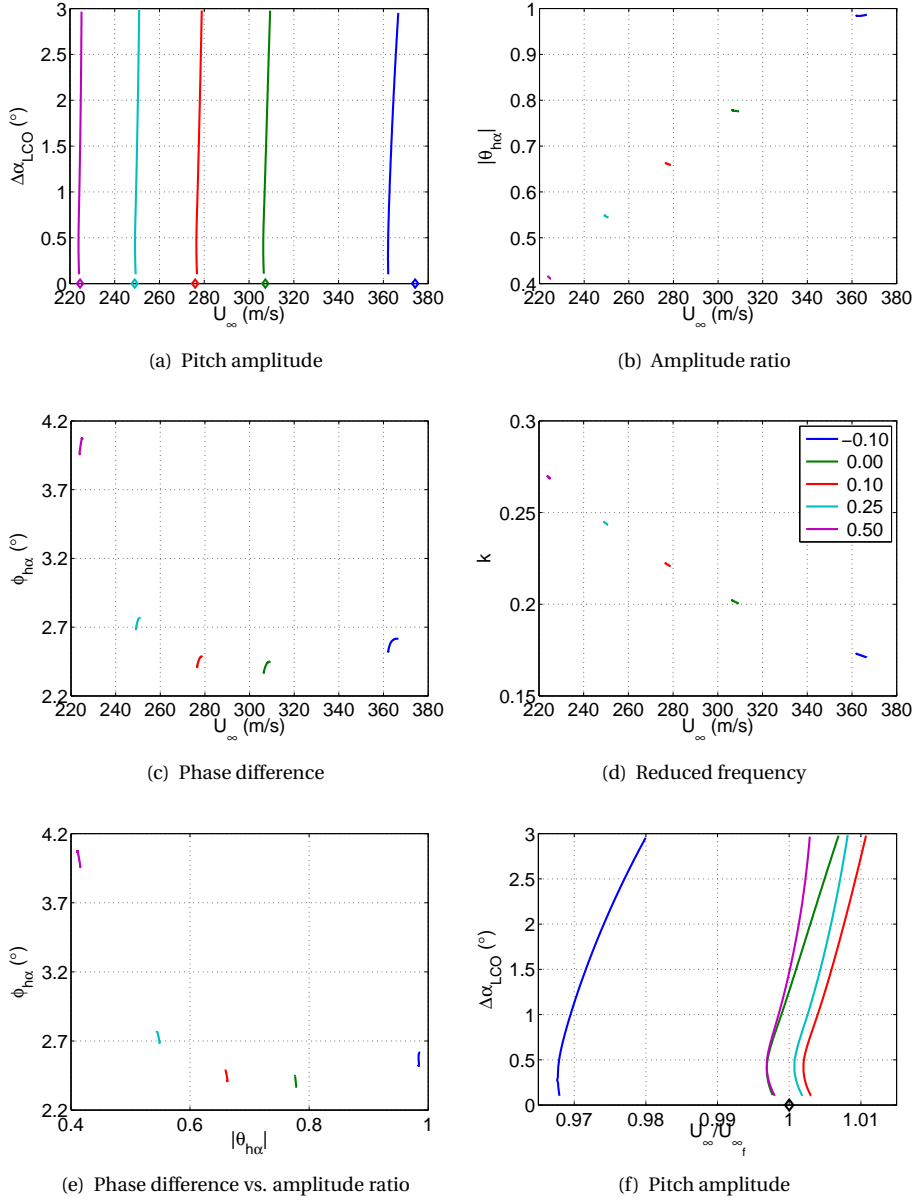 3
2.5
2
1.5
1
0.5
0
220 240 260 280 300 320 340 360 380
Δα_LCO (°)
U_∞ (m/s)
(a) Pitch amplitude
1
0.9
0.8
0.7
0.6
0.5
0.4
220 240 260 280 300 320 340 360 380
|θ_hα|
U_∞ (m/s)
(b) Amplitude ratio
4.2
3.7
3.2
2.7
2.2
220 240 260 280 300 320 340 360 380
ϕ_hα (°)
U_∞ (m/s)
(c) Phase difference
0.3
0.25
0.2
0.15
220 240 260 280 300 320 340 360 380
k
U_∞ (m/s)
−0.10
0.00
0.10
0.25
0.50
(d) Reduced frequency
4.2
3.7
3.2
2.7
2.2
0.4 0.6 0.8 1
ϕ_hα (°)
|θ_hα|
(e) Phase difference vs. amplitude ratio
3
2.5
2
1.5
1
0.5
0
0.97 0.98 0.99 1 1.01
Δα_LCO (°)
U_∞/U_∞_f
(f) Pitch amplitude